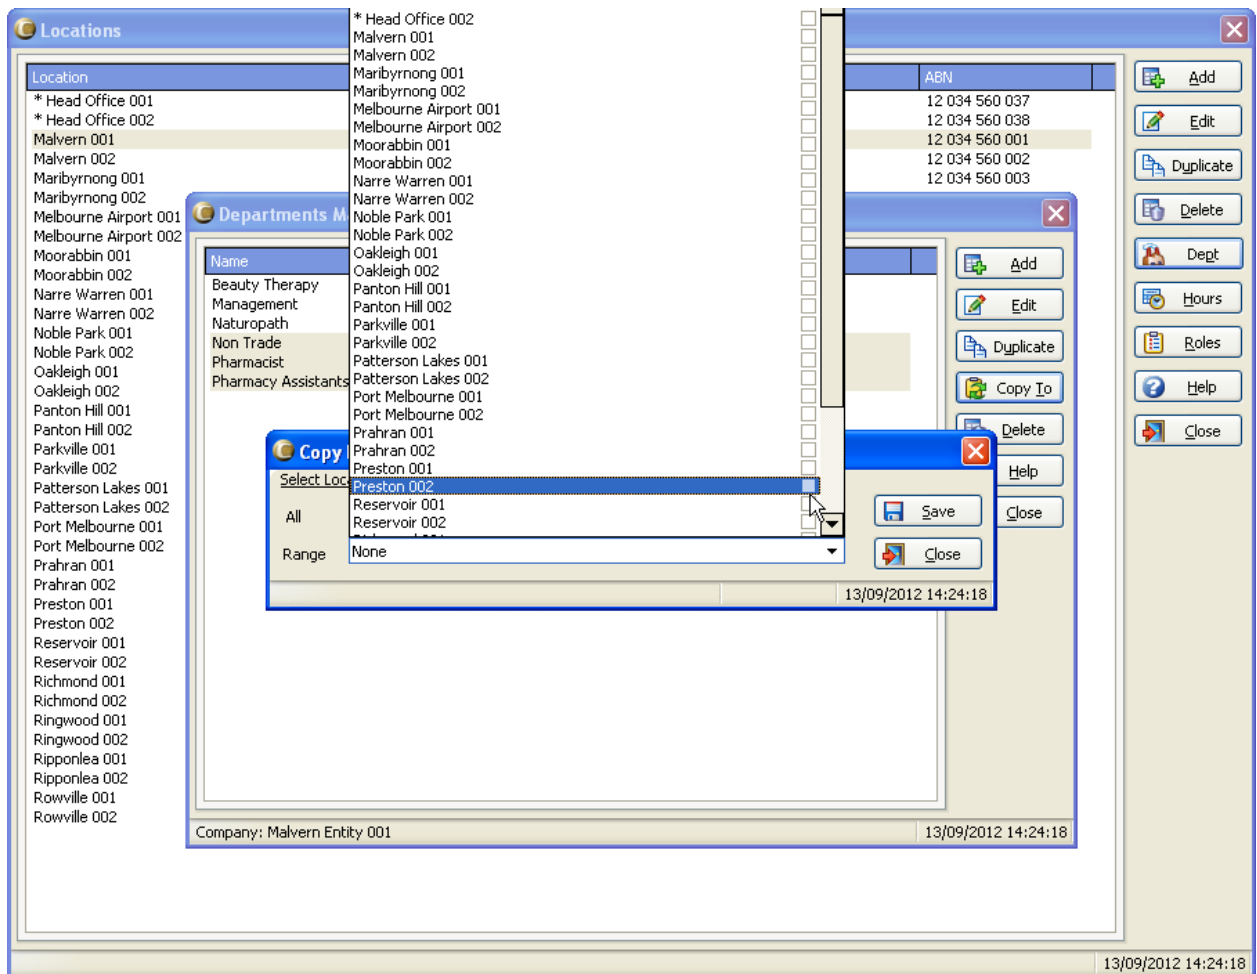 Locations
Location
ABN
* Head Office 001
12 034 560 037
* Head Office 002
12 034 560 038
Malvern 001
12 034 560 001
Malvern 002
12 034 560 002
Maribyrnong 001
12 034 560 003
Maribyrnong 002
Melbourne Airport 001
Melbourne Airport 002
Moorabbin 001
Moorabbin 002
Narre Warren 001
Narre Warren 002
Noble Park 001
Noble Park 002
Oakleigh 001
Oakleigh 002
Panton Hill 001
Panton Hill 002
Parkville 001
Parkville 002
Patterson Lakes 001
Patterson Lakes 002
Port Melbourne 001
Port Melbourne 002
Prahran 001
Prahran 002
Preston 001
Preston 002
Reservoir 001
Reservoir 002
Richmond 001
Richmond 002
Ringwood 001
Ringwood 002
Ripponlea 001
Ripponlea 002
Rowville 001
Rowville 002
Add
Edit
Duplicate
Delete
Dept
Hours
Roles
Help
Close
13/09/2012 14:24:18
Departments M
Name
Beauty Therapy
Management
Naturopath
Non Trade
Pharmacist
Pharmacy Assistants
Add
Edit
Duplicate
Copy To
Delete
Help
Close
Company: Malvern Entity 001
13/09/2012 14:24:18
Copy
Select Loc
All
Range
None
Save
Close
13/09/2012 14:24:18
* Head Office 002
Malvern 001
Malvern 002
Maribyrnong 001
Maribyrnong 002
Melbourne Airport 001
Melbourne Airport 002
Moorabbin 001
Moorabbin 002
Narre Warren 001
Narre Warren 002
Noble Park 001
Noble Park 002
Oakleigh 001
Oakleigh 002
Panton Hill 001
Panton Hill 002
Parkville 001
Parkville 002
Patterson Lakes 001
Patterson Lakes 002
Port Melbourne 001
Port Melbourne 002
Prahran 001
Prahran 002
Preston 001
Preston 002
Reservoir 001
Reservoir 002